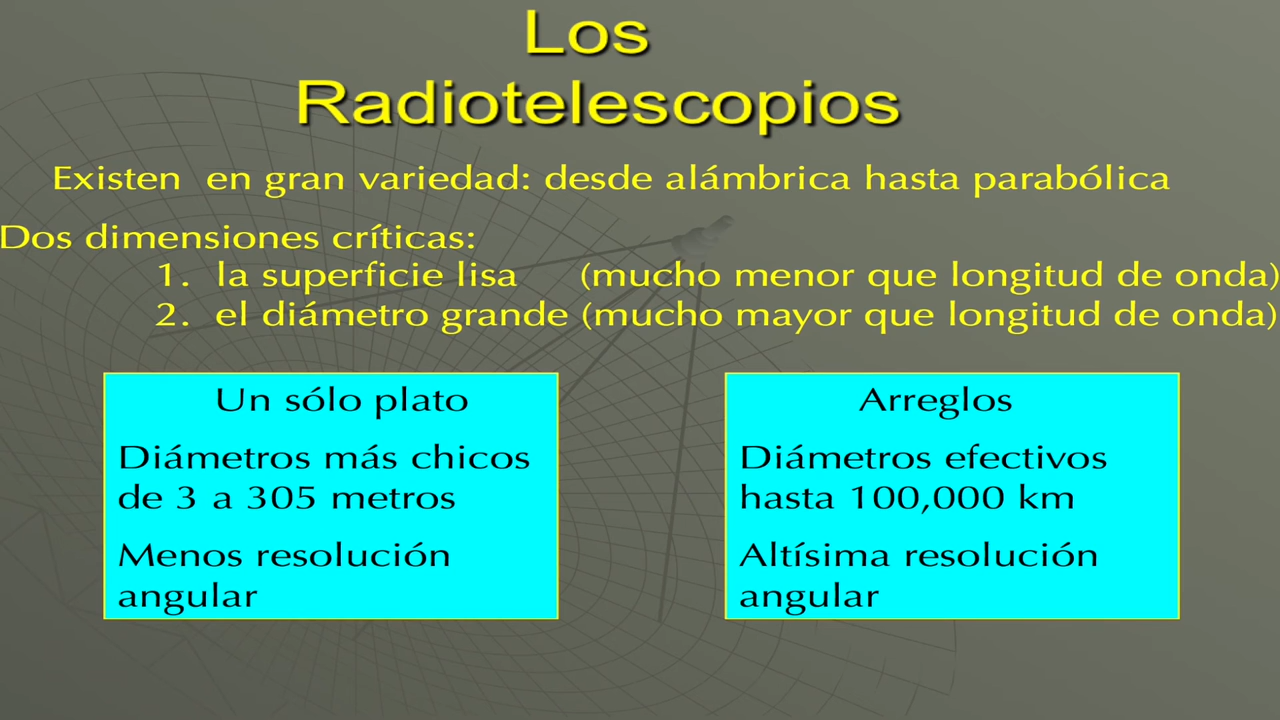 Los
Radiotelescopios
Existen en gran variedad: desde alámbrica hasta parabólica
Dos dimensiones críticas:
1. la superficie lisa (mucho menor que longitud de onda)
2. el diámetro grande (mucho mayor que longitud de onda)
Un sólo plato
Diámetros más chicos
de 3 a 305 metros
Menos resolución
angular
Arreglos
Diámetros efectivos
hasta 100,000 km
Altísima resolución
angular